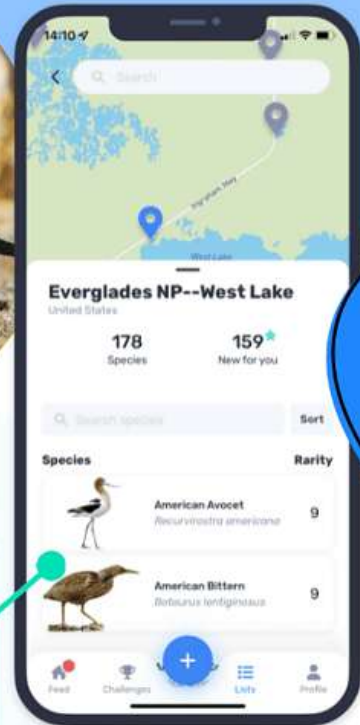 14:10
Search
Ingraham Hwy
West Lake
Everglades NP--West Lake
United States
178
159
Species
New for you
Search species
Sort
Species
Rarity
American Avocet
9
Recurvirostra americana
American Bittern
9
Botaurus lentiginosus
Feed
Challenges
+
Lists
Profile